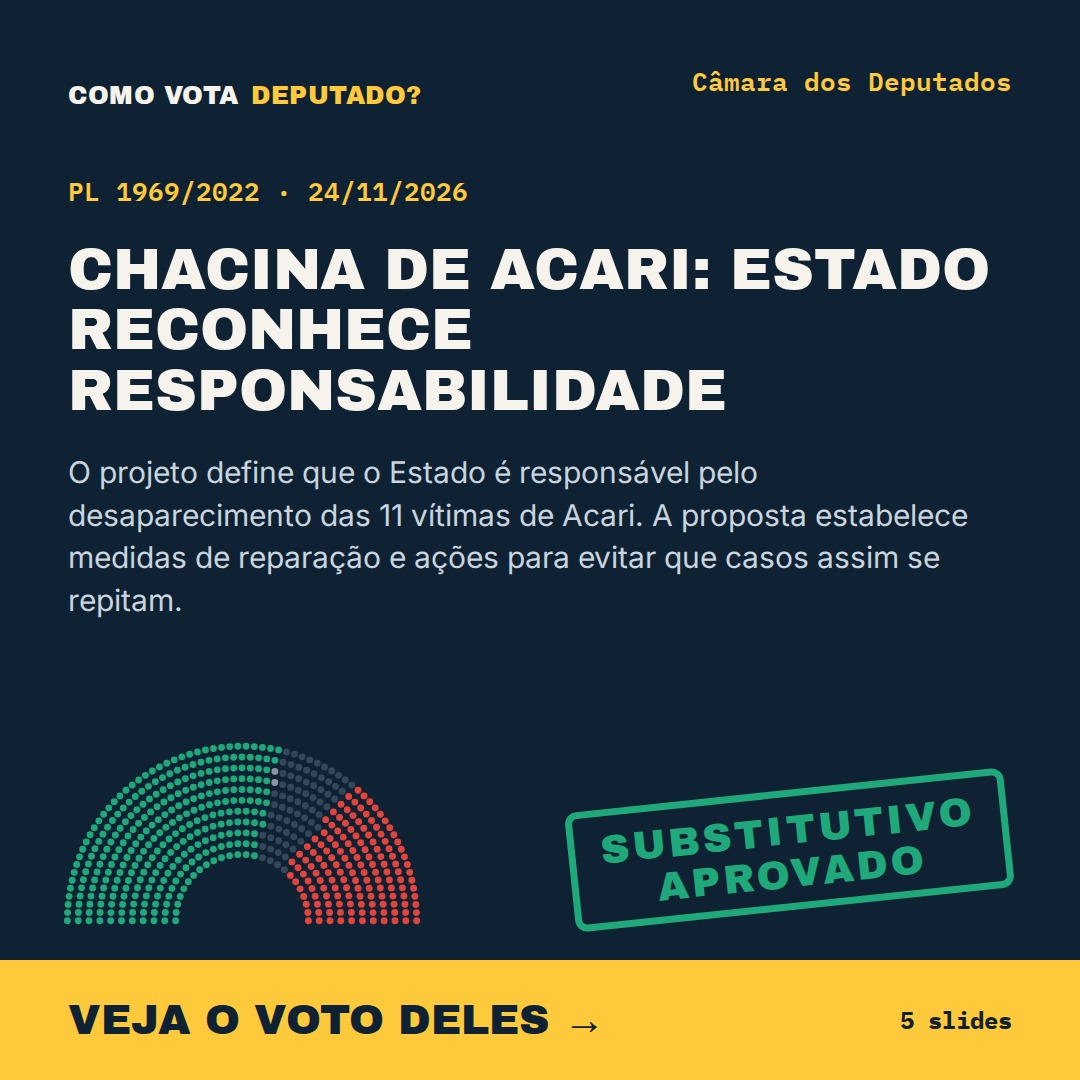 COMO VOTA DEPUTADO?
Câmara dos Deputados
PL 1969/2022 · 24/11/2026
CHACINA DE ACARI: ESTADO
RECONHECE
RESPONSABILIDADE
O projeto define que o Estado é responsável pelo
desaparecimento das 11 vítimas de Acari. A proposta estabelece
medidas de reparação e ações para evitar que casos assim se
repitam.
SUBSTITUTIVO
APROVADO
VEJA O VOTO DELES →
5 slides